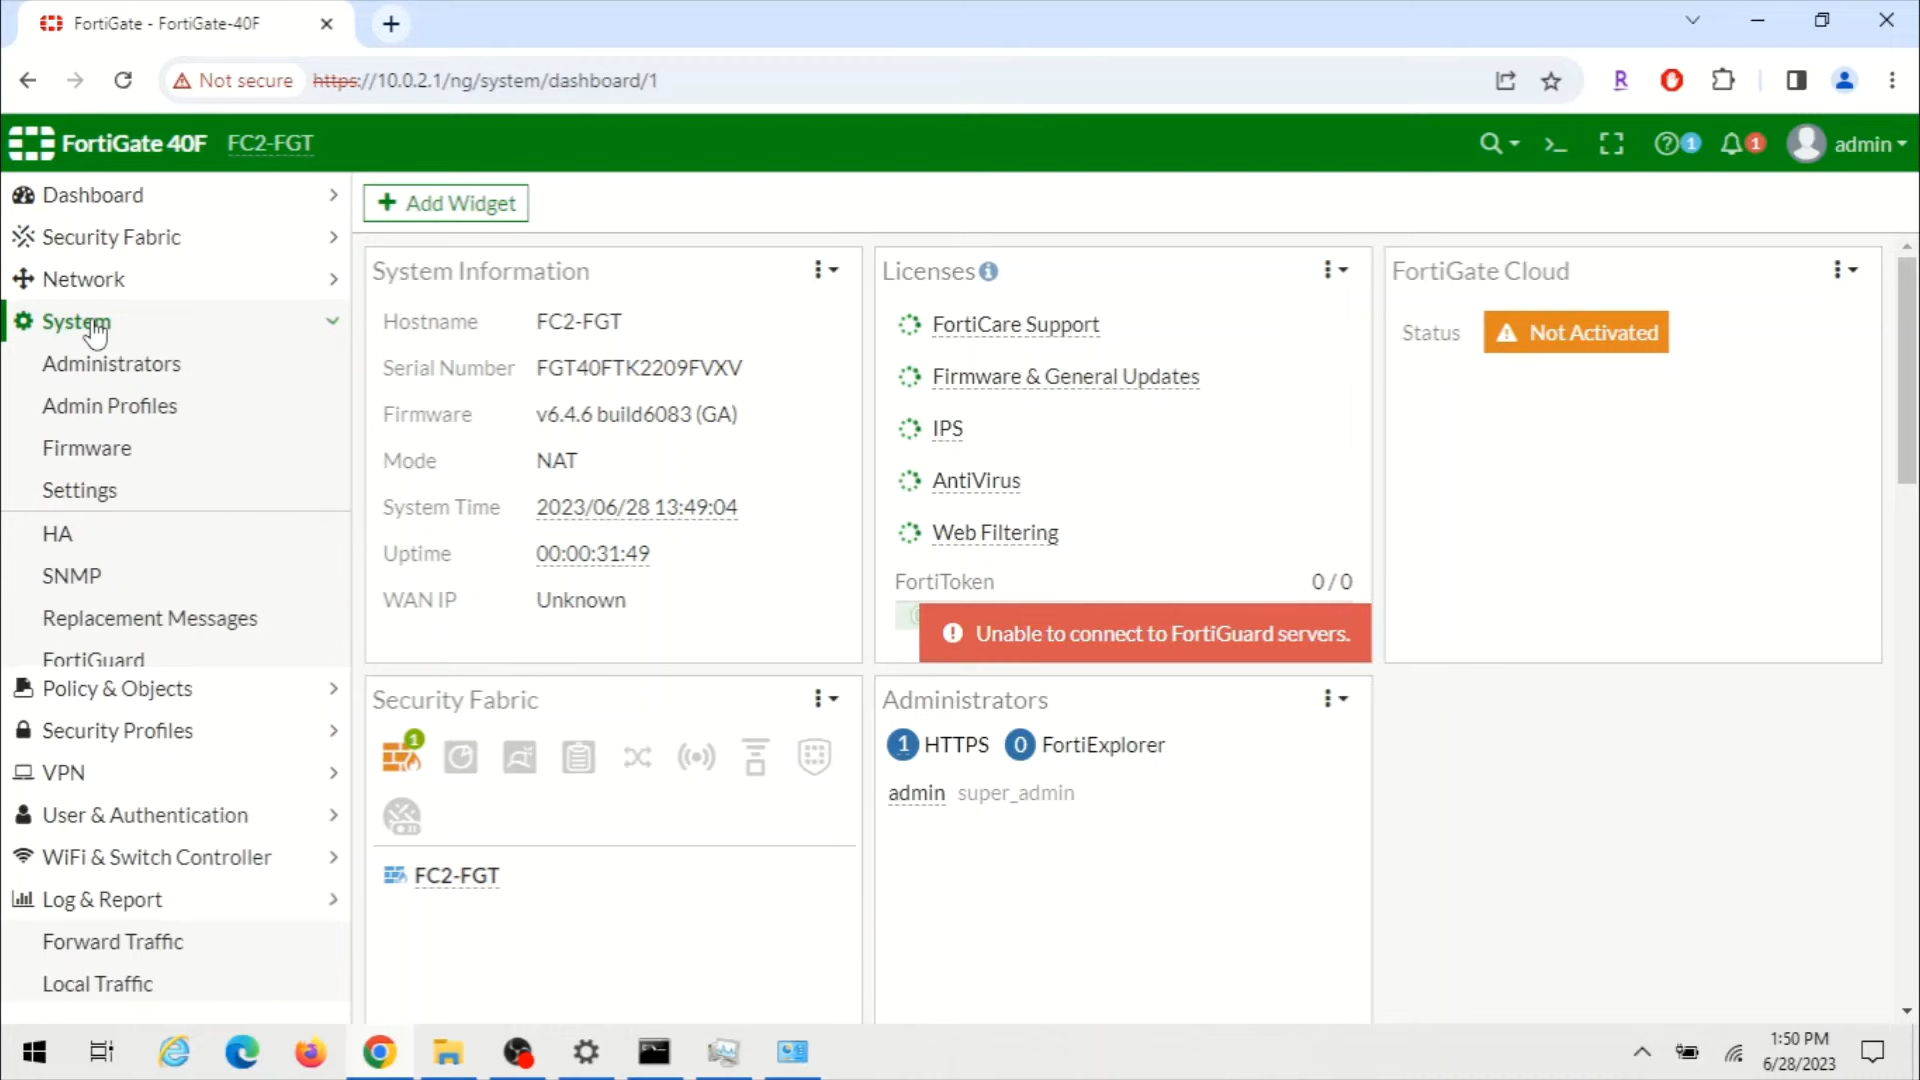 FortiGate - FortiGate-40F
Not secure https://10.0.2.1/ng/system/dashboard/1
R
FortiGate 40F FC2-FGT
1 1 admin
Dashboard
Security Fabric
Network
System
Administrators
Admin Profiles
Firmware
Settings
HA
SNMP
Replacement Messages
FortiGuard
Policy & Objects
Security Profiles
VPN
User & Authentication
WiFi & Switch Controller
Log & Report
Forward Traffic
Local Traffic
+ Add Widget
System Information
Hostname FC2-FGT
Serial Number FGT40FTK2209FVXV
Firmware v6.4.6 build6083 (GA)
Mode NAT
System Time 2023/06/28 13:49:04
Uptime 00:00:31:49
WAN IP Unknown
Licenses
FortiCare Support
Firmware & General Updates
IPS
AntiVirus
Web Filtering
FortiToken 0 / 0
Unable to connect to FortiGuard servers.
FortiGate Cloud
Status Not Activated
Security Fabric
1
FC2-FGT
Administrators
1 HTTPS 0 FortiExplorer
admin super_admin
1:50 PM
6/28/2023